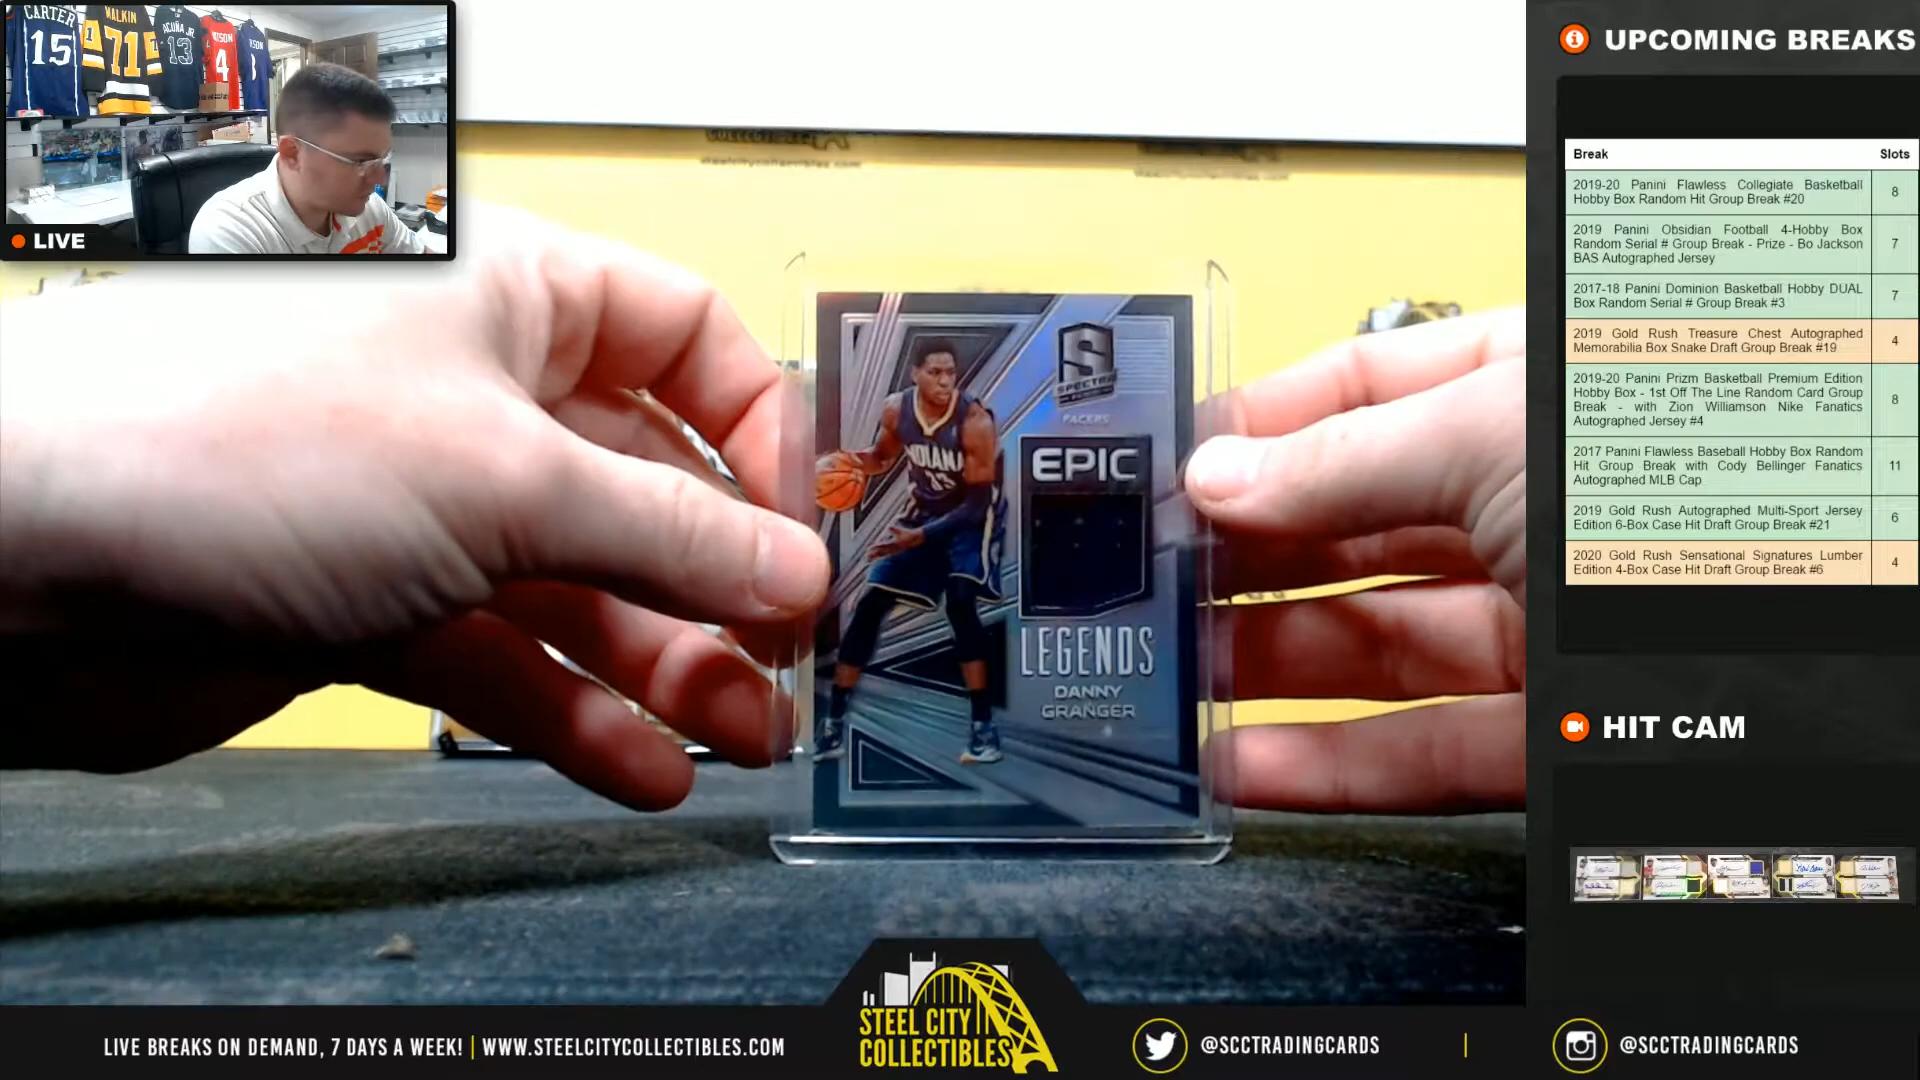 CARTER
15
MALKIN
71
ACUÑA JR
13
4
LIVE
steelcitycollectibles.com
S
SPECTRA
PACERS
EPIC
INDIANA
33
LEGENDS
DANNY
GRANGER
UPCOMING BREAKS
Break Slots
2019-20 Panini Flawless Collegiate Basketball
Hobby Box Random Hit Group Break #20
8
2019 Panini Obsidian Football 4-Hobby Box
Random Serial # Group Break - Prize - Bo Jackson
BAS Autographed Jersey
7
2017-18 Panini Dominion Basketball Hobby DUAL
Box Random Serial # Group Break #3
7
2019 Gold Rush Treasure Chest Autographed
Memorabilia Box Snake Draft Group Break #19
4
2019-20 Panini Prizm Basketball Premium Edition
Hobby Box - 1st Off The Line Random Card Group
Break - with Zion Williamson Nike Fanatics
Autographed Jersey #4
8
2017 Panini Flawless Baseball Hobby Box Random
Hit Group Break with Cody Bellinger Fanatics
Autographed MLB Cap
11
2019 Gold Rush Autographed Multi-Sport Jersey
Edition 6-Box Case Hit Draft Group Break #21
6
2020 Gold Rush Sensational Signatures Lumber
Edition 4-Box Case Hit Draft Group Break #6
4
HIT CAM
LIVE BREAKS ON DEMAND, 7 DAYS A WEEK! | WWW.STEELCITYCOLLECTIBLES.COM
STEEL CITY
COLLECTIBLES
@SCCTRADINGCARDS
@SCCTRADINGCARDS